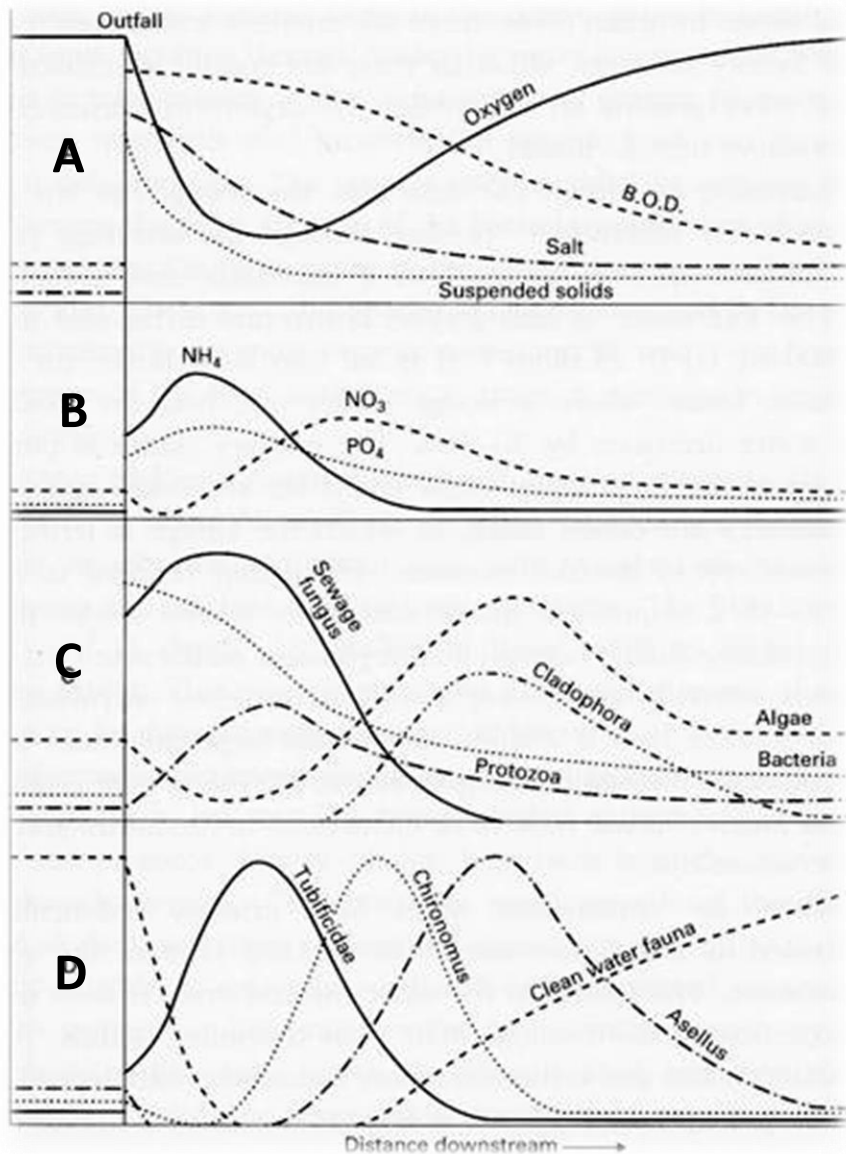 Outfall
A
Oxygen
B.O.D.
Salt
Suspended solids
B
NH₄
NO₃
PO₄
C
Sewage
fungus
Cladophora
Algae
Bacteria
Protozoa
D
Tubificidae
Chironomus
Clean water fauna
Asellus
Distance downstream